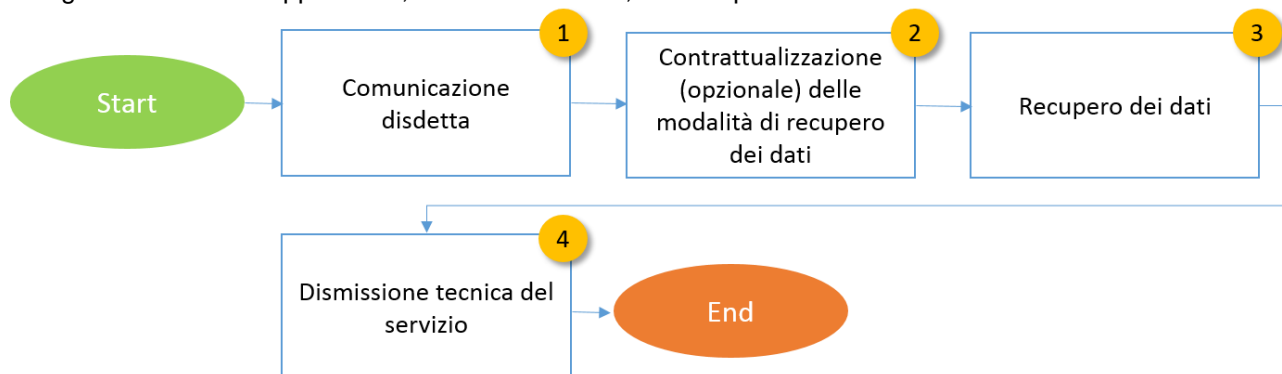 1
2
3
Start
Comunicazione
disdetta
Contrattualizzazione
(opzionale) delle
modalità di recupero
dei dati
Recupero dei dati
4
Dismissione tecnica del
servizio
End